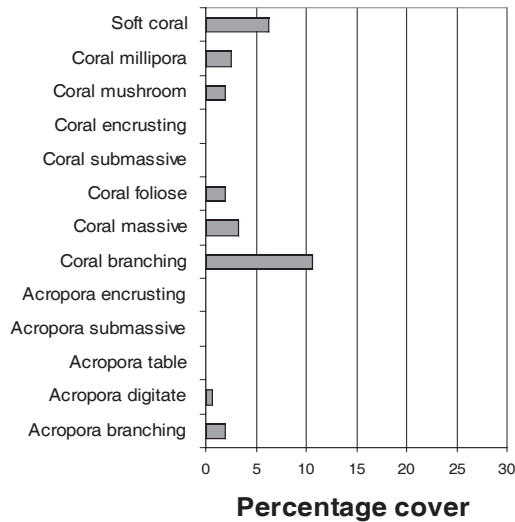 Soft coral
Coral millipora
Coral mushroom
Coral encrusting
Coral submassive
Coral foliose
Coral massive
Coral branching
Acropora encrusting
Acropora submassive
Acropora table
Acropora digitate
Acropora branching
0 5 10 15 20 25 30
Percentage cover